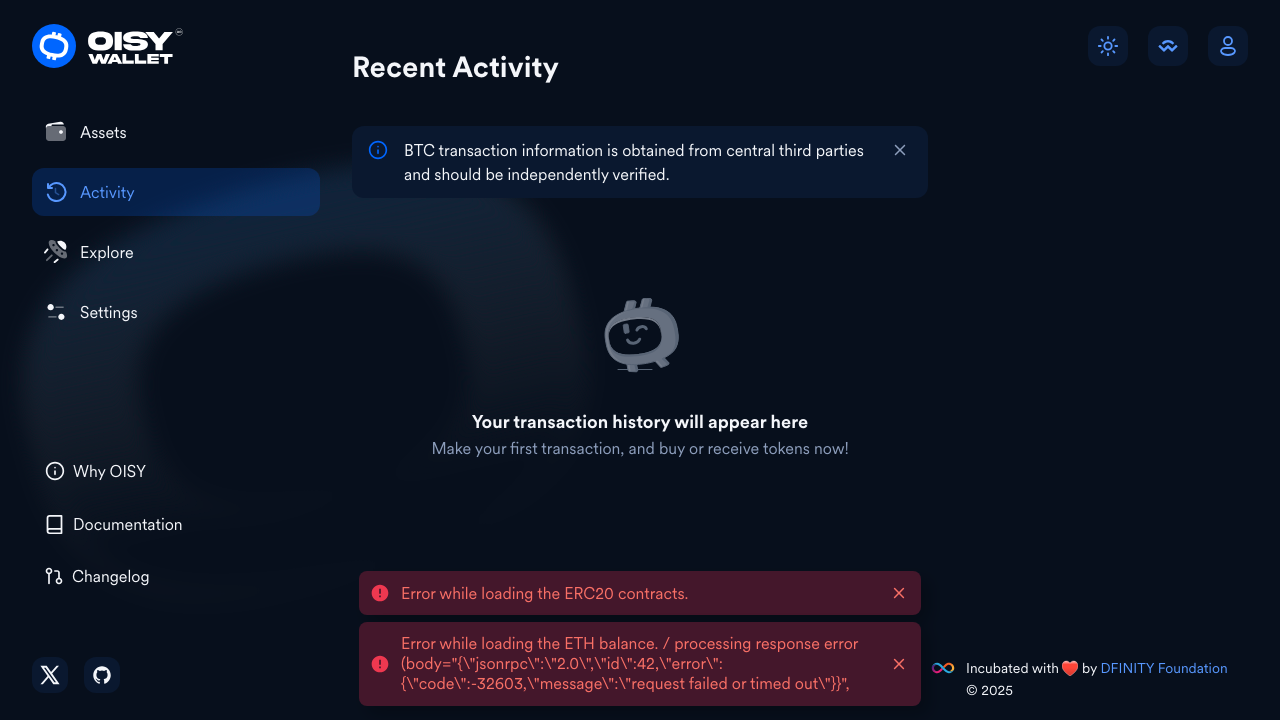 OISY
WALLET
Recent Activity
Assets
Activity
Explore
Settings
BTC transaction information is obtained from central third parties
and should be independently verified.
Your transaction history will appear here
Make your first transaction, and buy or receive tokens now!
Why OISY
Documentation
Changelog
Error while loading the ERC20 contracts.
Error while loading the ETH balance. / processing response error
(body="{\"jsonrpc\":\"2.0\",\"id\":42,\"error\":
{\"code\":-32603,\"message\":\"request failed or timed out\"}}",
Incubated with ❤️ by DFINITY Foundation
© 2025